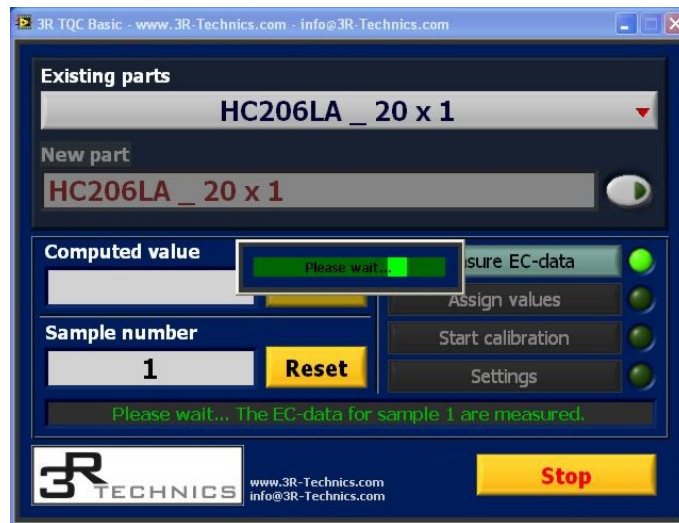 3R TQC Basic - www.3R-Technics.com - info@3R-Technics.com
Existing parts
HC206LA _ 20 x 1
New part
HC206LA _ 20 x 1
Computed value
Please wait...
sure EC-data
Assign values
Sample number
Start calibration
1
Reset
Settings
Please wait... The EC-data for sample 1 are measured.
3R TECHNICS
www.3R-Technics.com
info@3R-Technics.com
Stop